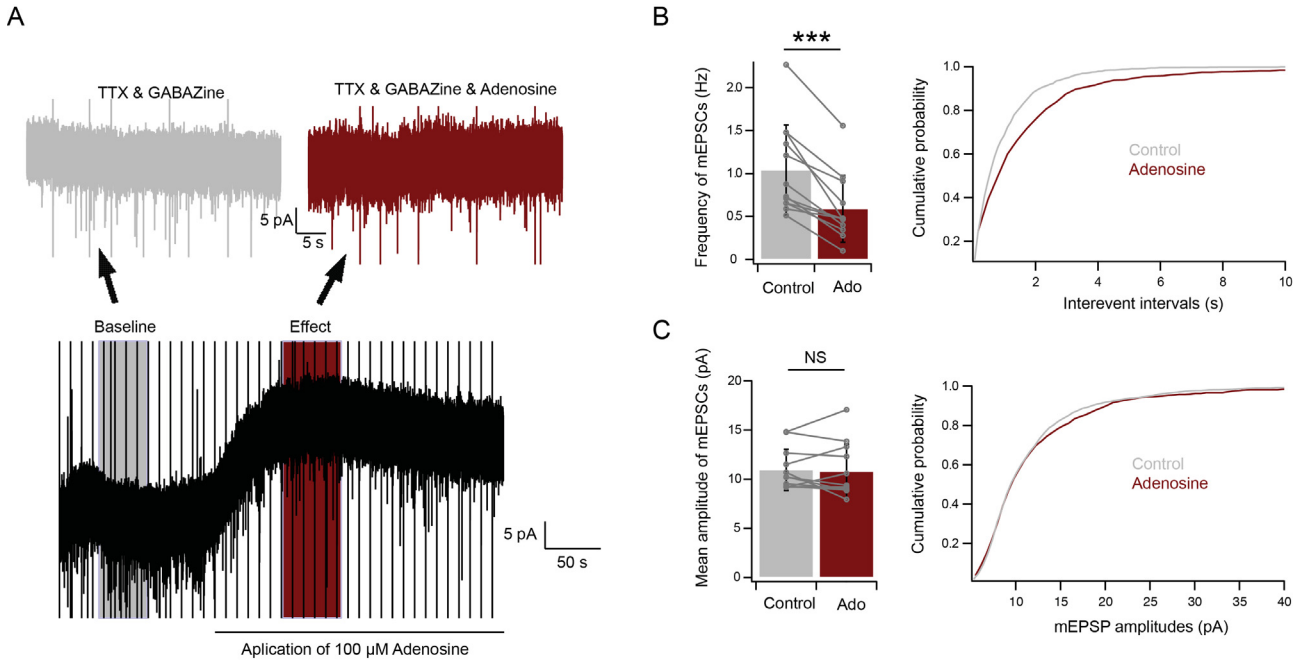 A
TTX & GABAZine
TTX & GABAZine & Adenosine
5 pA
5 s
Baseline
Effect
5 pA
50 s
Aplication of 100 µM Adenosine
B
***
Frequency of mEPSCs (Hz)
2.0
1.5
1.0
0.5
0
Control
Ado
Cumulative probability
1.0
0.8
0.6
0.4
0.2
Control
Adenosine
2
4
6
8
10
Interevent intervals (s)
C
NS
Mean amplitude of mEPSCs (pA)
20
15
10
5
0
Control
Ado
Cumulative probability
1.0
0.8
0.6
0.4
0.2
Control
Adenosine
10
15
20
25
30
35
40
mEPSP amplitudes (pA)